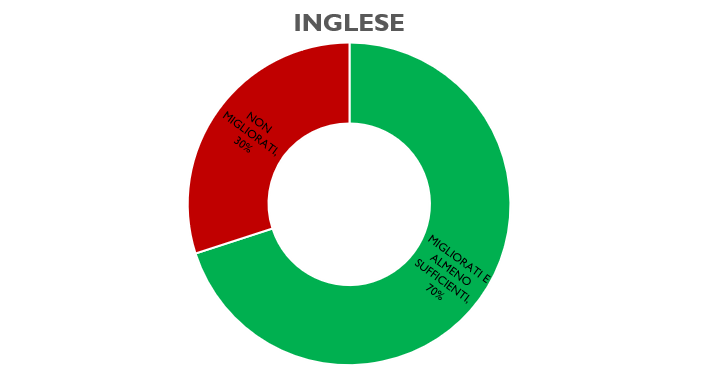 INGLESE
NON
MIGLIORATI,
30%
MIGLIORATI E
ALMENO
SUFFICIENTI,
70%